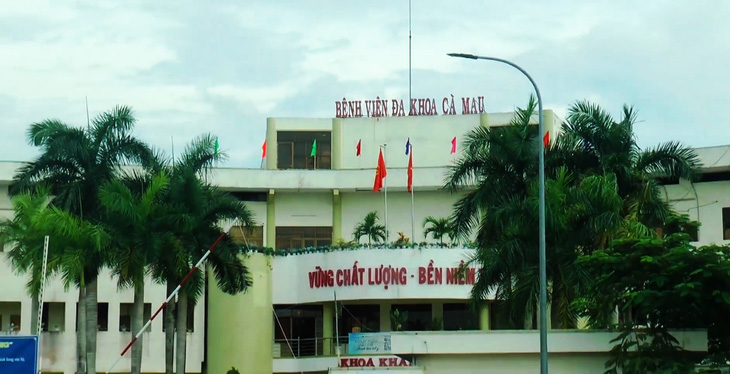 BỆNH VIỆN ĐA KHOA CÀ MAU
VỮNG CHẤT LƯỢNG - BỀN NIỀM
KHOA KHÁ